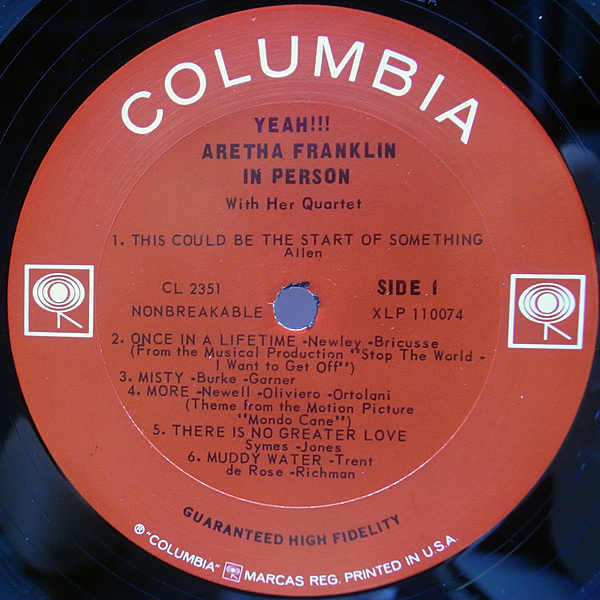 COLUMBIA
YEAH!!!
ARETHA FRANKLIN
IN PERSON
With Her Quartet
1. THIS COULD BE THE START OF SOMETHING
Allen
CL 2351 SIDE 1
NONBREAKABLE XLP 110074
2. ONCE IN A LIFETIME -Newley -Bricusse
(From the Musical Production "Stop The World -
I Want to Get Off")
3. MISTY -Burke -Garner
4. MORE -Newell -Oliviero -Ortolani
(Theme from the Motion Picture
"Mondo Cane")
5. THERE IS NO GREATER LOVE
Symes -Jones
6. MUDDY WATER -Trent
de Rose -Richman
GUARANTEED HIGH FIDELITY
® "COLUMBIA" MARCAS REG. PRINTED IN U.S.A.